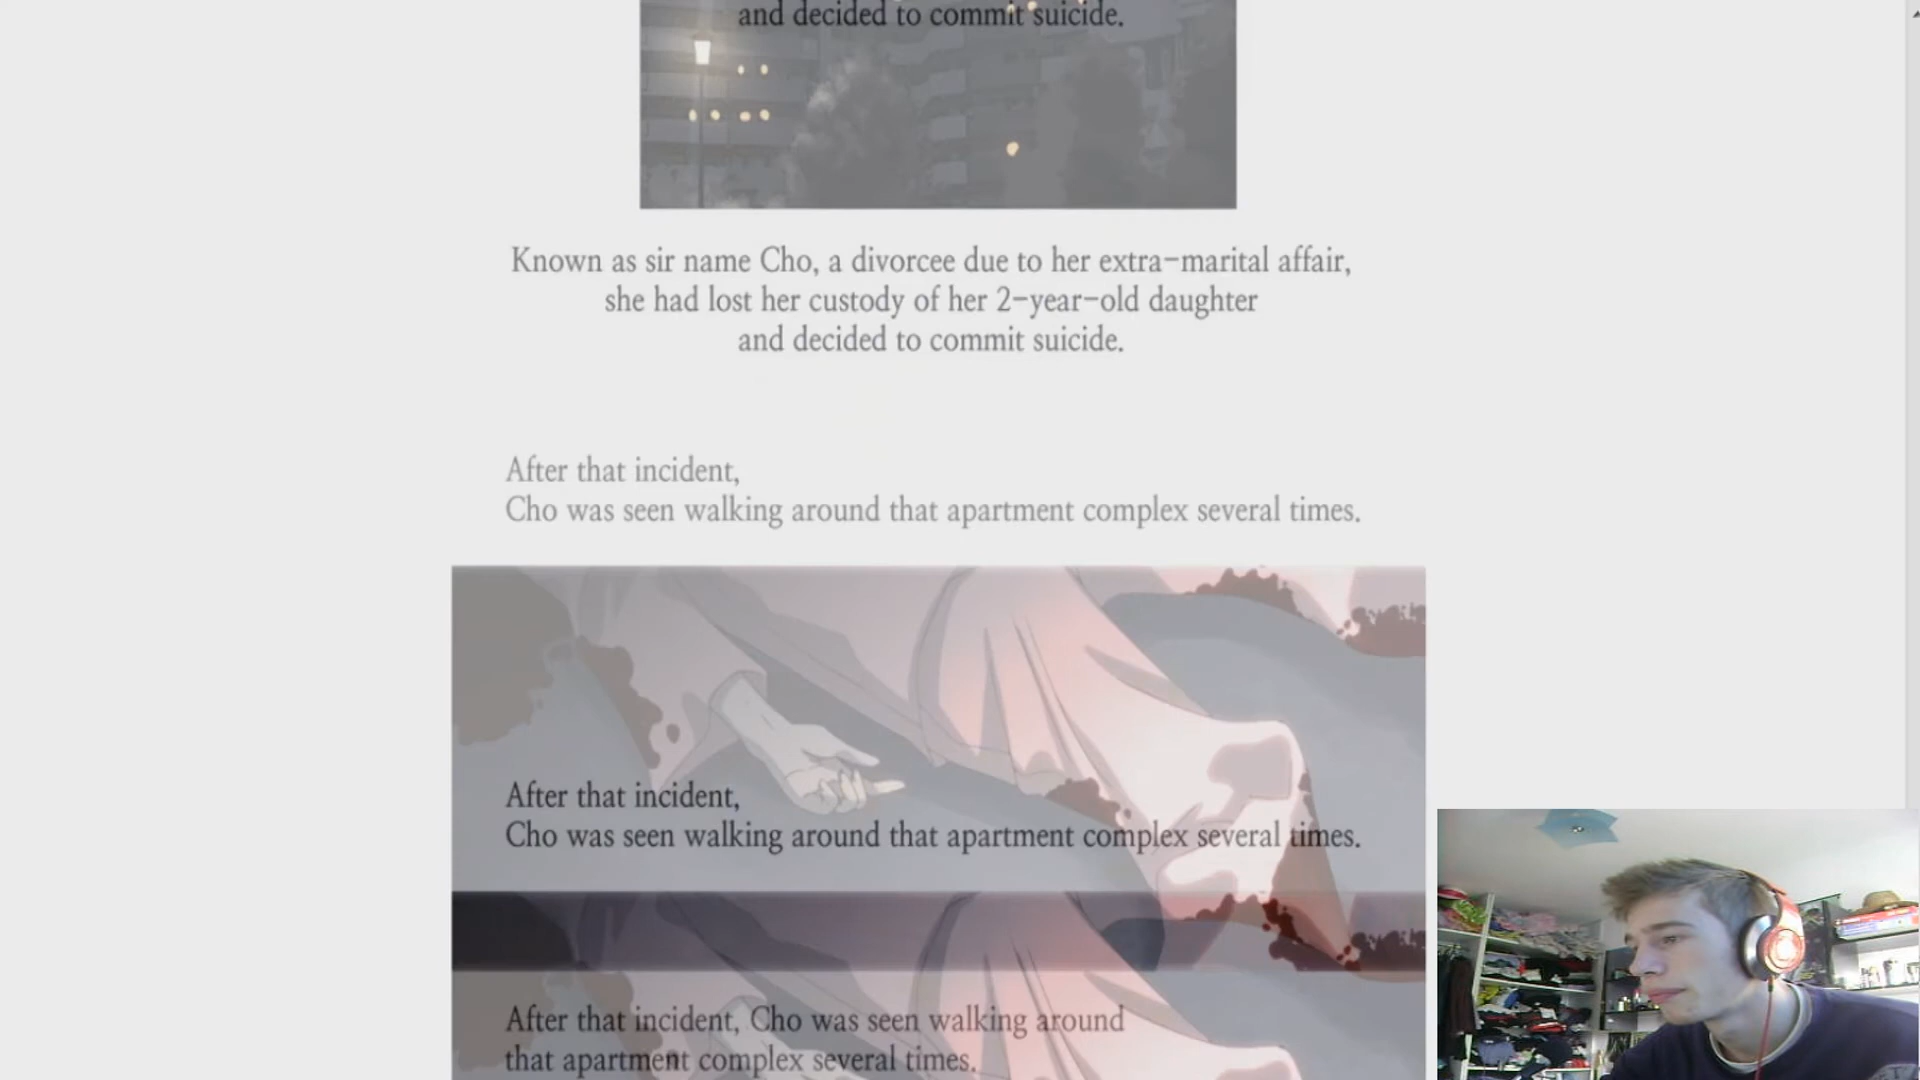 and decided to commit suicide.
Known as sir name Cho, a divorcee due to her extra-marital affair,
she had lost her custody of her 2-year-old daughter
and decided to commit suicide.
After that incident,
Cho was seen walking around that apartment complex several times.
After that incident,
Cho was seen walking around that apartment complex several times.
After that incident, Cho was seen walking around
that apartment complex several times.